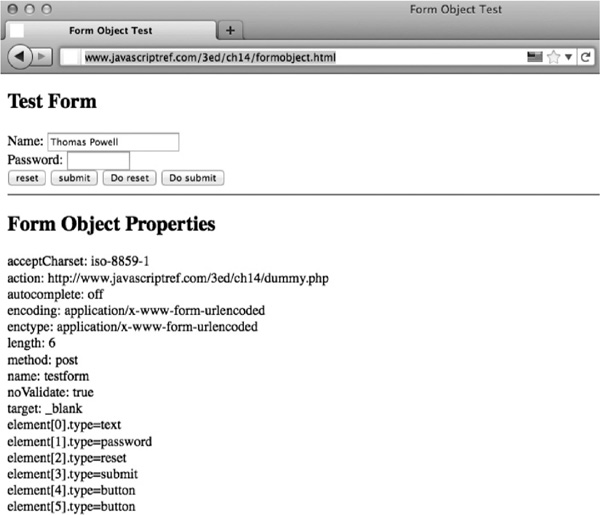 Form Object Test
Form Object Test
www.javascriptref.com/3ed/ch14/formobject.html
Test Form
Name: Thomas Powell
Password:
reset submit Do reset Do submit
Form Object Properties
acceptCharset: iso-8859-1
action: http://www.javascriptref.com/3ed/ch14/dummy.php
autocomplete: off
encoding: application/x-www-form-urlencoded
enctype: application/x-www-form-urlencoded
length: 6
method: post
name: testform
noValidate: true
target: _blank
element[0].type=text
element[1].type=password
element[2].type=reset
element[3].type=submit
element[4].type=button
element[5].type=button